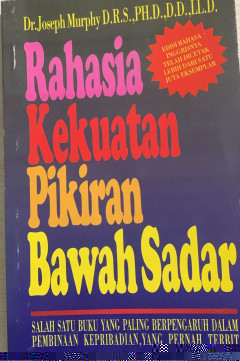 Dr. Joseph Murphy D.R.S., PH.D., D.D., LL.D.
EDISI BAHASA
INGGRISNYA
TELAH DICETAK
LEBIH DARI SATU
JUTA EKSEMPLAR
Rahasia
Kekuatan
Pikiran
Bawah Sadar
SALAH SATU BUKU YANG PALING BERPENGARUH DALAM
PEMBINAAN KEPRIBADIAN, YANG PERNAH TERBIT